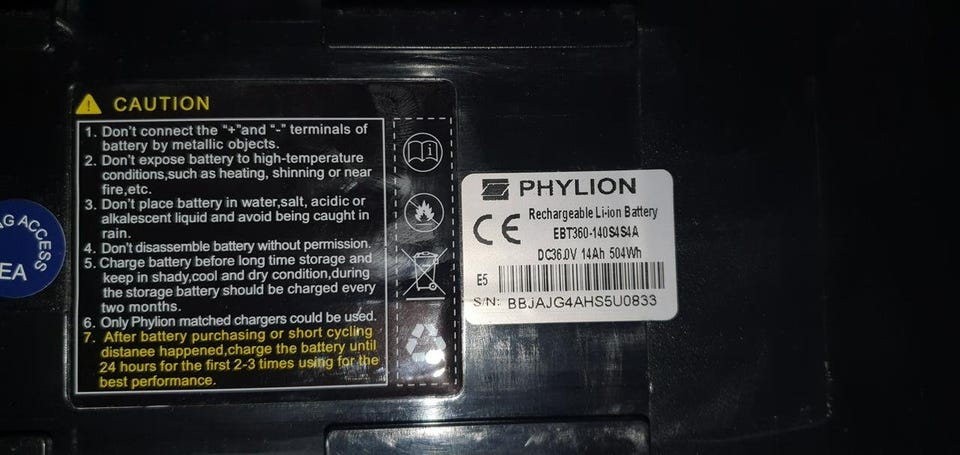 G ACCESS
EA
CAUTION
1. Don't connect the "+"and "-" terminals of
battery by metallic objects.
2. Don't expose battery to high-temperature
conditions,such as heating, shinning or near
fire,etc.
3. Don't place battery in water,salt, acidic or
alkalescent liquid and avoid being caught in
rain.
4. Don't disassemble battery without permission.
5. Charge battery before long time storage and
keep in shady,cool and dry condition,during
the storage battery should be charged every
two months.
6. Only Phylion matched chargers could be used.
7. After battery purchasing or short cycling
distanee happened,charge the battery until
24 hours for the first 2-3 times using for the
best performance.
PHYLION
CE
Rechargeable Li-ion Battery
EBT360-140S4S4A
DC36.0V 14Ah 504Wh
E5
S/N: BBJAJG4AHS5U0833